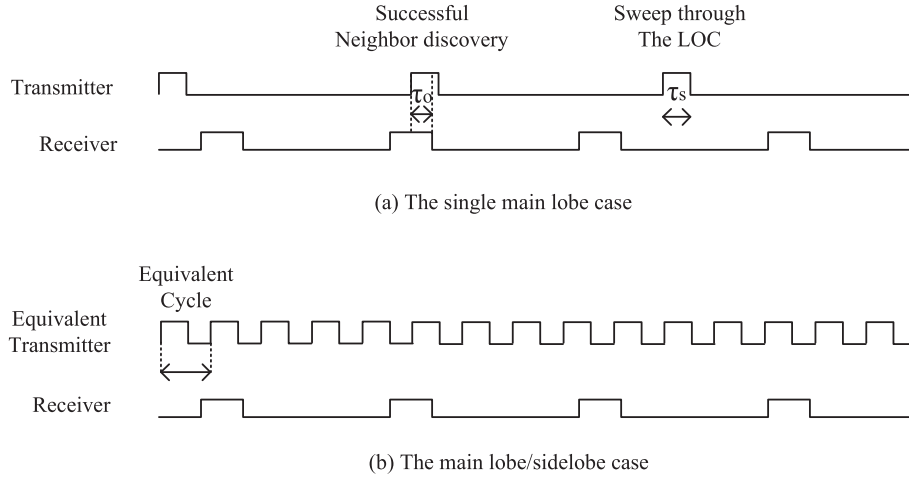 Successful
Neighbor discovery
Sweep through
The LOC
Transmitter
τo
τs
Receiver
(a) The single main lobe case
Equivalent
Cycle
Equivalent
Transmitter
Receiver
(b) The main lobe/sidelobe case